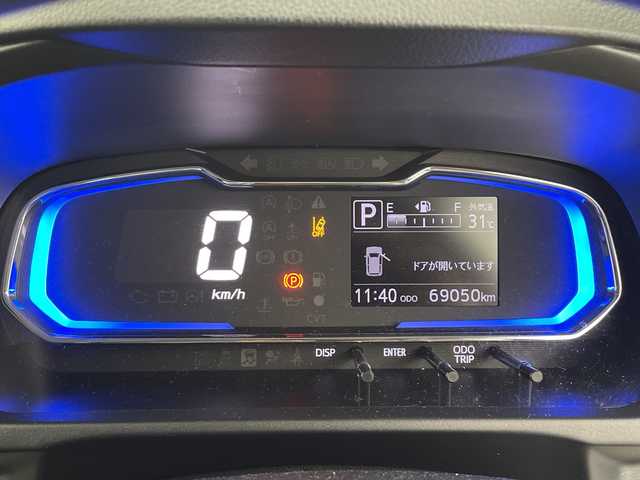 P E F 外気温
31℃
0
OFF
km/h
(P)
ドアが開いています
11:40 ODO 69050km
CVT
DISP ENTER ODO TRIP